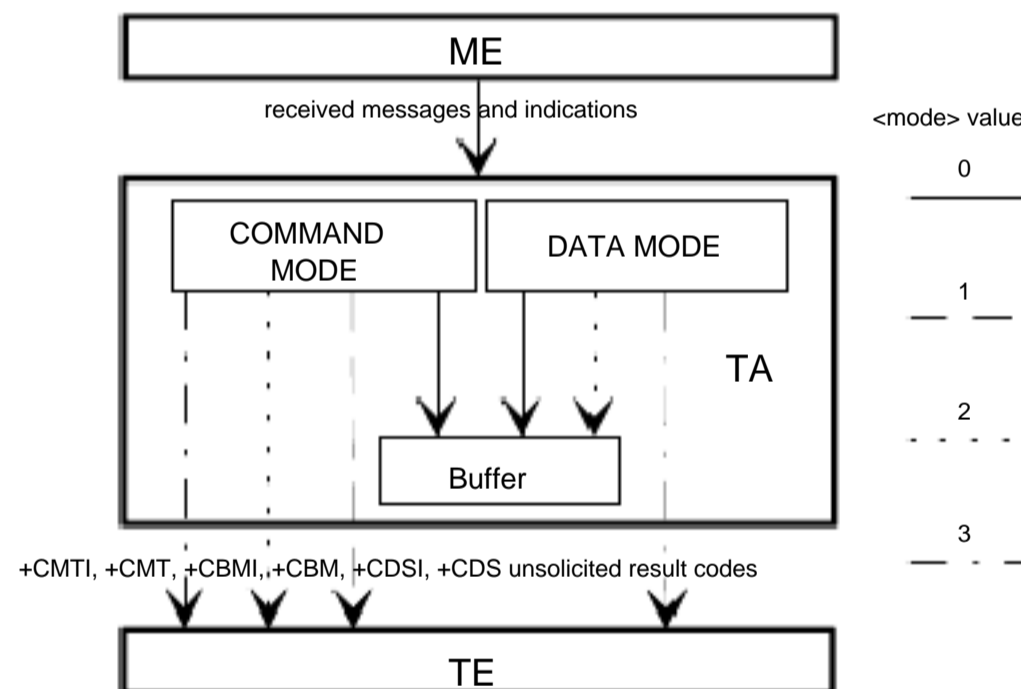 ME
received messages and indications
<mode> value
0
COMMAND
MODE
DATA MODE
1
TA
2
Buffer
3
+CMTI, +CMT, +CBMI, +CBM, +CDSI, +CDS unsolicited result codes
TE